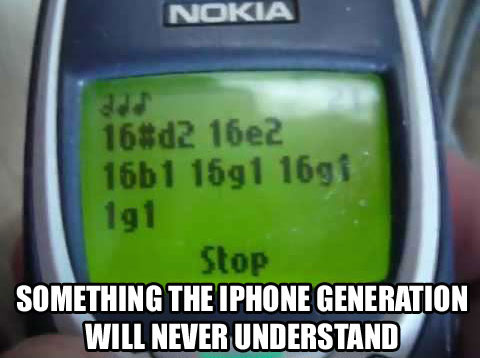 NOKIA
16#d2 16e2
16b1 16g1 16g1
1g1
Stop
SOMETHING THE IPHONE GENERATION
WILL NEVER UNDERSTAND